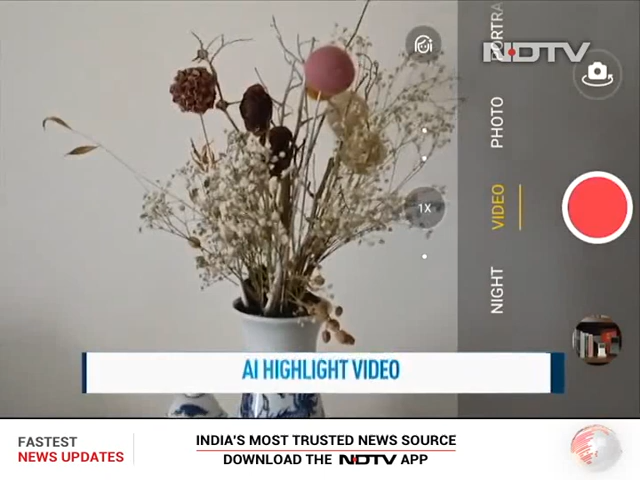 PORTRA
NDTV
PHOTO
1X
VIDEO
NIGHT
AI HIGHLIGHT VIDEO
FASTEST
NEWS UPDATES
INDIA'S MOST TRUSTED NEWS SOURCE
DOWNLOAD THE NDTV APP